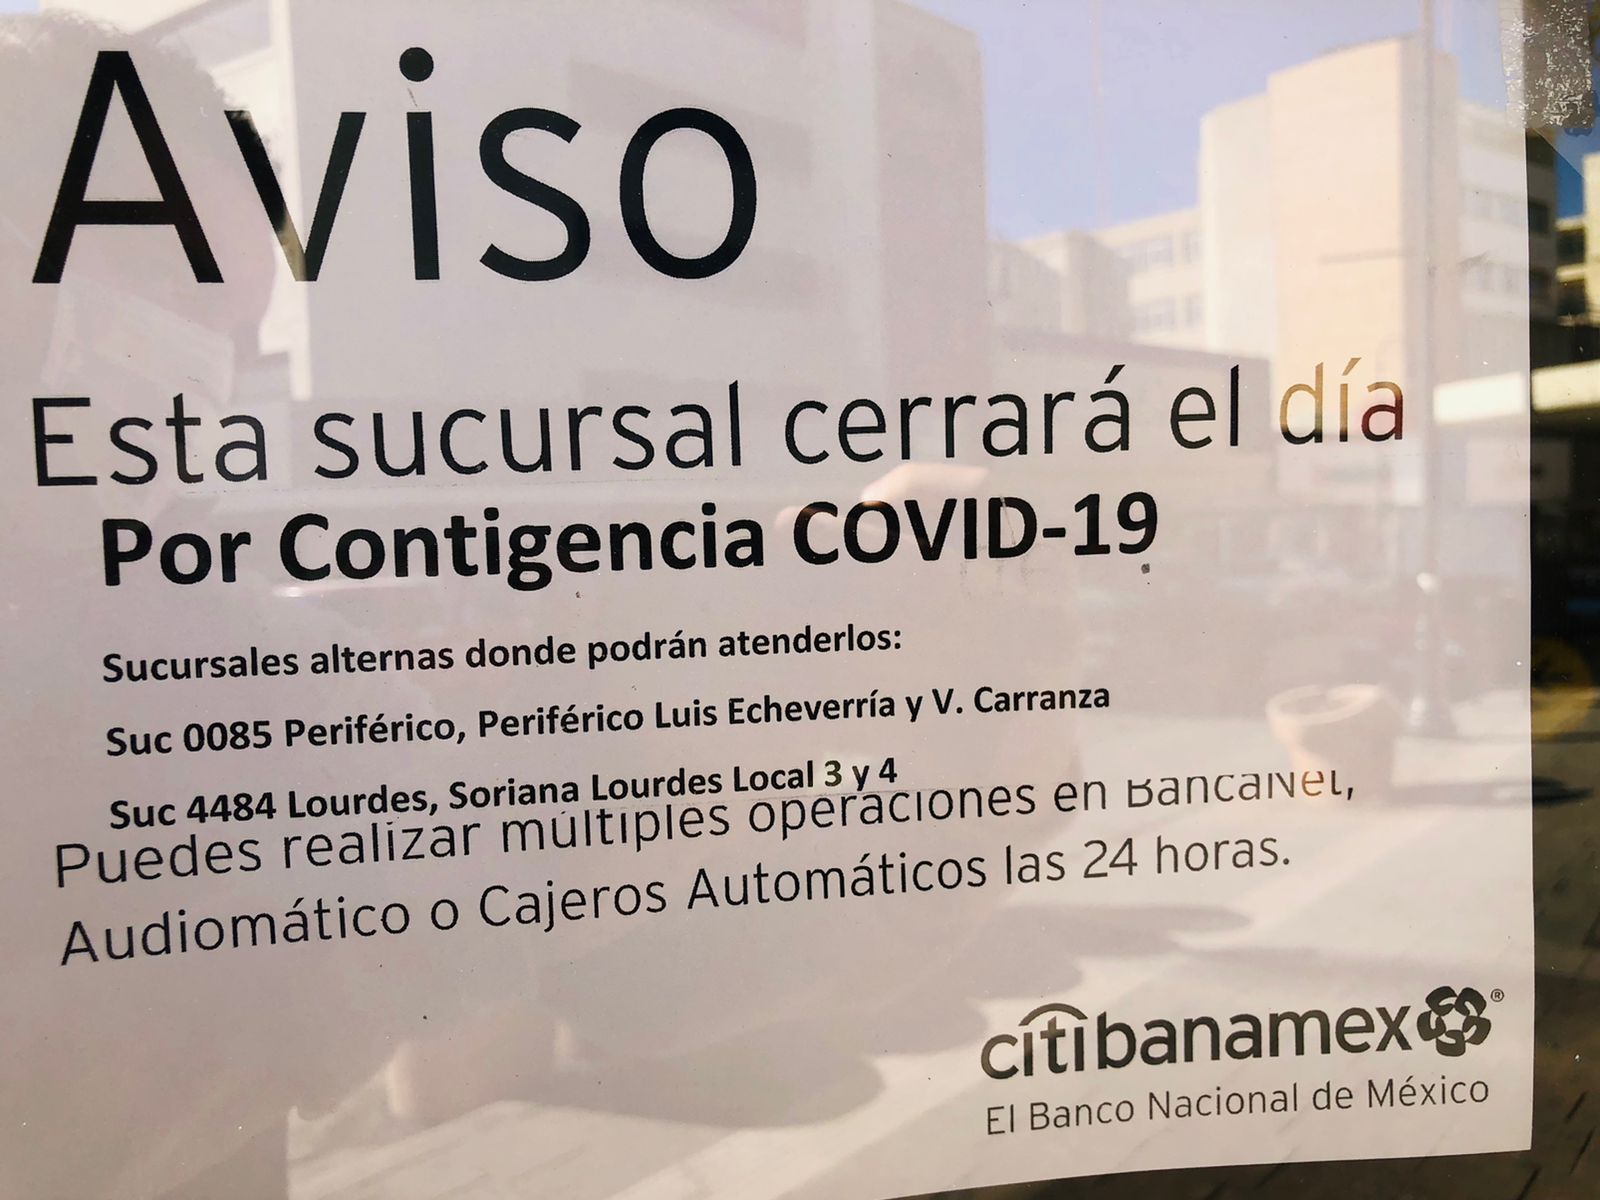 Aviso
Esta sucursal cerrará el día
Por Contigencia COVID-19
Sucursales alternas donde podrán atenderlos:
Suc 0085 Periférico, Periférico Luis Echeverría y V. Carranza
Suc 4484 Lourdes, Soriana Lourdes Local 3 y 4
Puedes realizar múltiples operaciones en BancaNet,
Audiomático o Cajeros Automáticos las 24 horas.
citibanamex®
El Banco Nacional de México